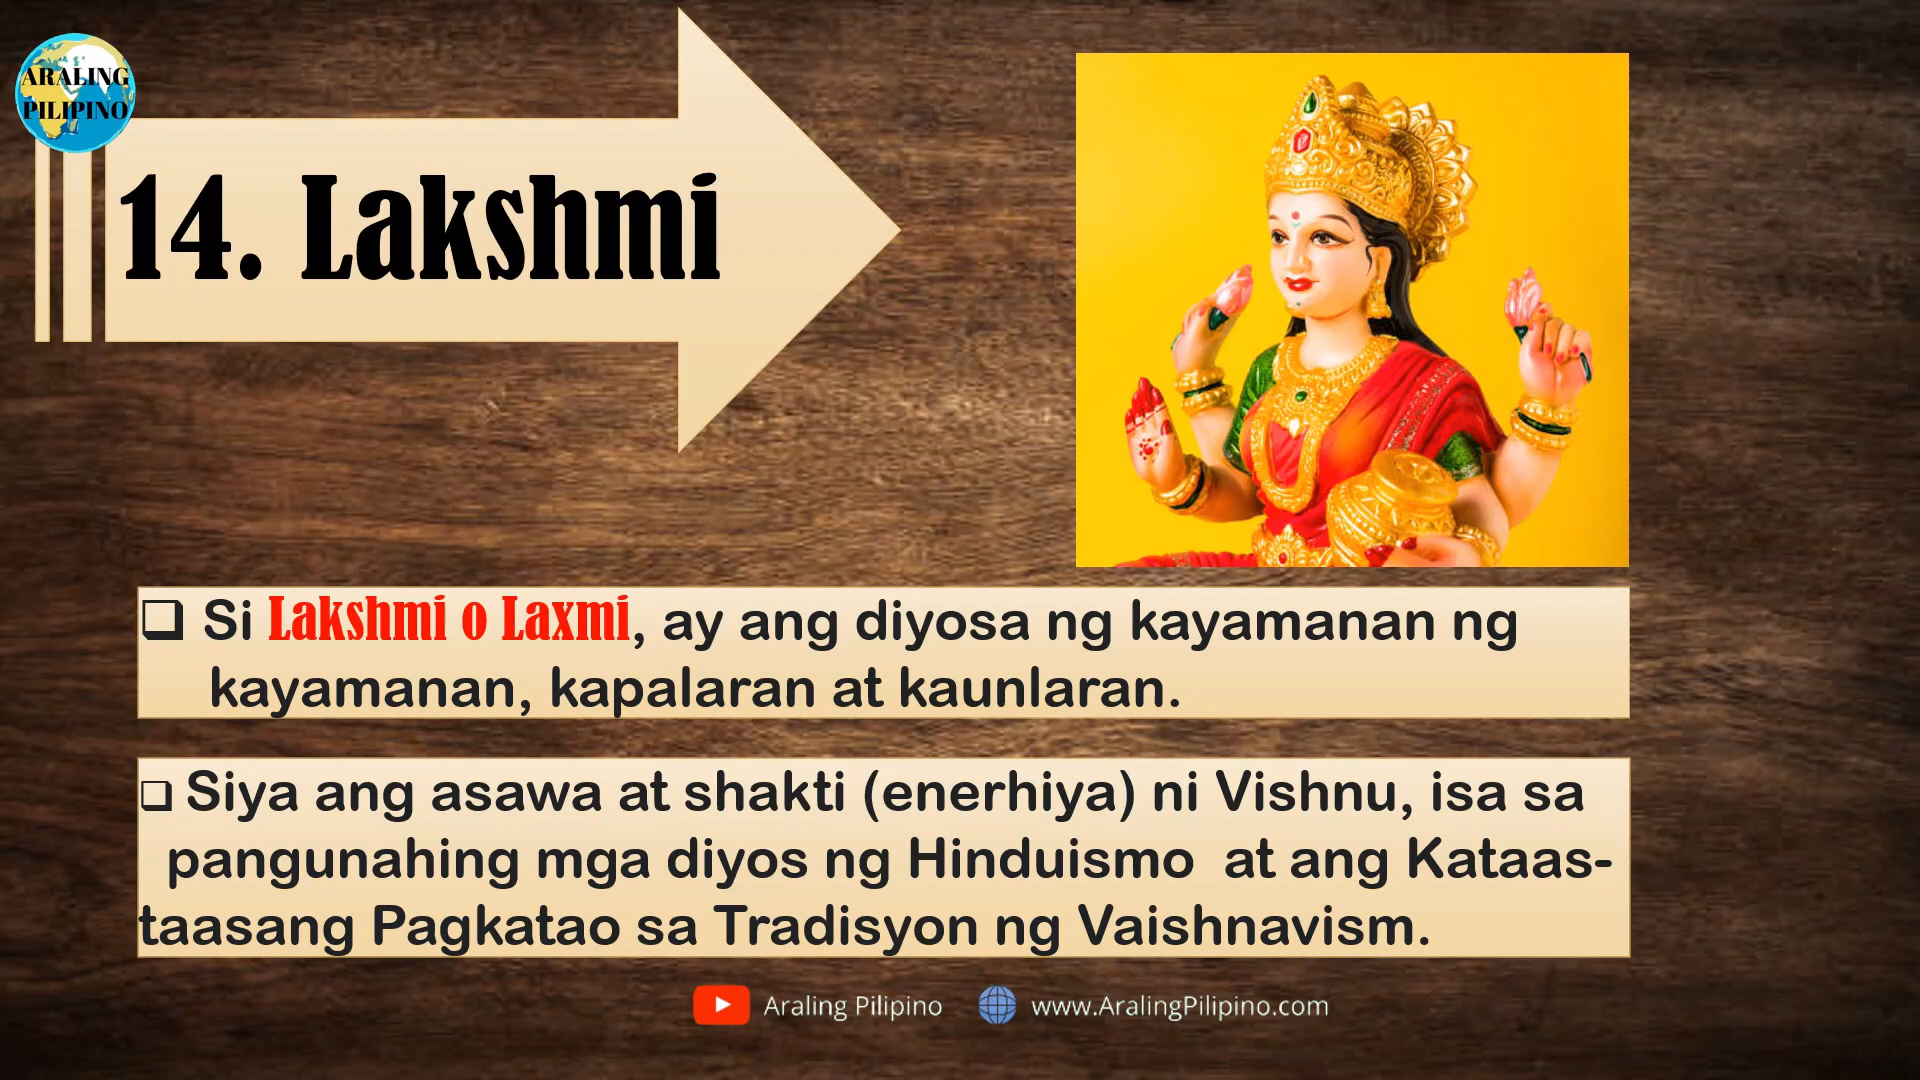 ARALING
PILIPINO
14. Lakshmi
Si Lakshmi o Laxmi, ay ang diyosa ng kayamanan ng
kayamanan, kapalaran at kaunlaran.
Siya ang asawa at shakti (enerhiya) ni Vishnu, isa sa
pangunahing mga diyos ng Hinduismo at ang Kataas-
taasang Pagkatao sa Tradisyon ng Vaishnavism.
Araling Pilipino www.AralingPilipino.com